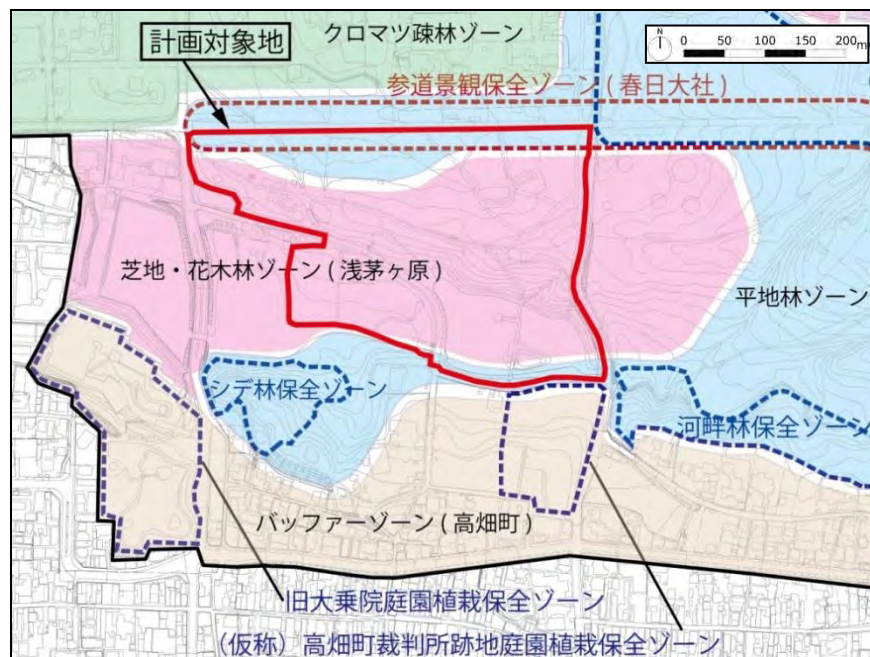 計画対象地
クロマツ疎林ゾーン
N
0 50 100 150 200m
参道景観保全ゾーン(春日大社)
芝地・花木林ゾーン(浅茅ヶ原)
平地林ゾーン
シデ林保全ゾーン
河畔林保全ゾーン
バッファーゾーン(高畑町)
旧大乗院庭園植栽保全ゾーン
(仮称)高畑町裁判所跡地庭園植栽保全ゾーン